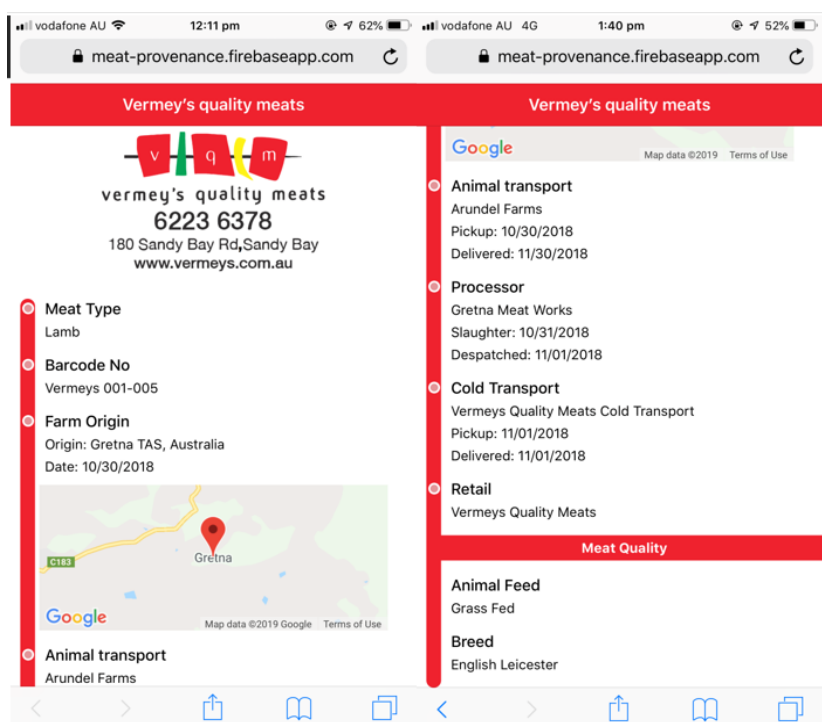 vodafone AU
12:11 pm
62%
meat-provenance.firebaseapp.com
Vermey's quality meats
v q m
vermey's quality meats
6223 6378
180 Sandy Bay Rd,Sandy Bay
www.vermeys.com.au
Meat Type
Lamb
Barcode No
Vermeys 001-005
Farm Origin
Origin: Gretna TAS, Australia
Date: 10/30/2018
C183
Gretna
Google
Map data ©2019 Google
Terms of Use
Animal transport
Arundel Farms
vodafone AU 4G
1:40 pm
52%
meat-provenance.firebaseapp.com
Vermey's quality meats
Google
Map data ©2019
Terms of Use
Animal transport
Arundel Farms
Pickup: 10/30/2018
Delivered: 11/30/2018
Processor
Gretna Meat Works
Slaughter: 10/31/2018
Despatched: 11/01/2018
Cold Transport
Vermeys Quality Meats Cold Transport
Pickup: 11/01/2018
Delivered: 11/01/2018
Retail
Vermeys Quality Meats
Meat Quality
Animal Feed
Grass Fed
Breed
English Leicester